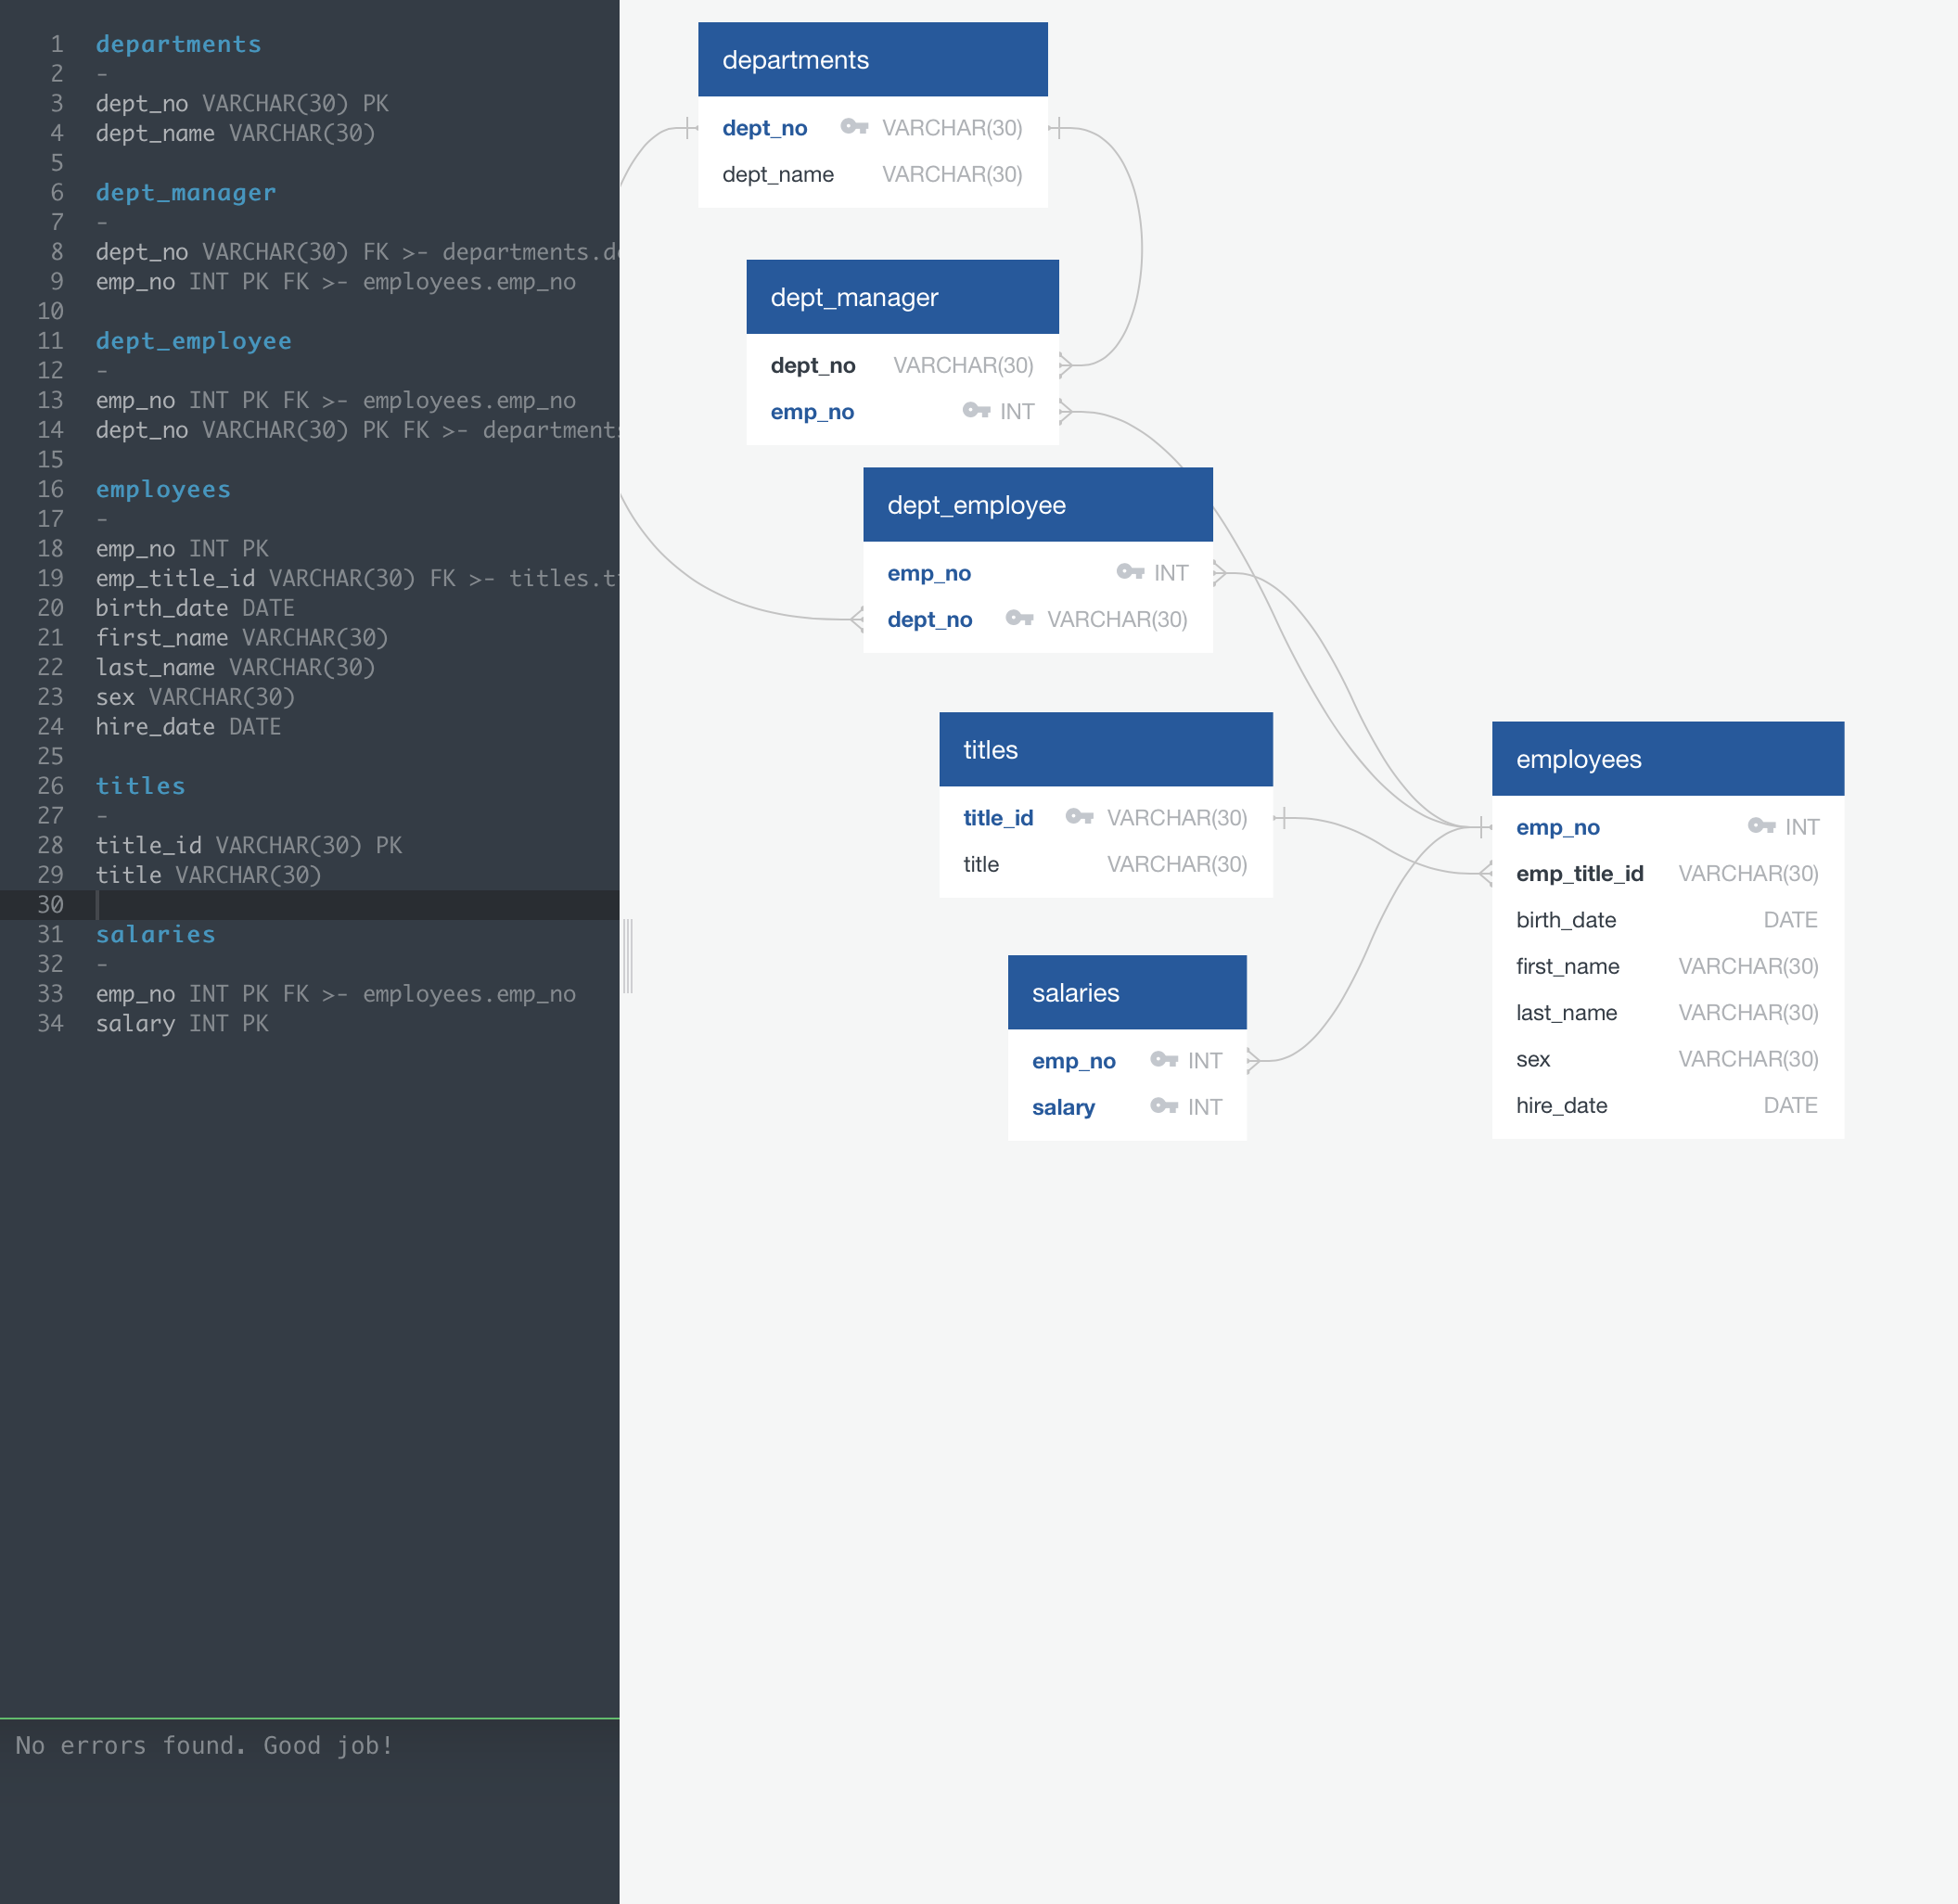 1 departments
2 -
3 dept_no VARCHAR(30) PK
4 dept_name VARCHAR(30)
5
6 dept_manager
7 -
8 dept_no VARCHAR(30) FK >- departments.d
9 emp_no INT PK FK >- employees.emp_no
10
11 dept_employee
12 -
13 emp_no INT PK FK >- employees.emp_no
14 dept_no VARCHAR(30) PK FK >- departments
15
16 employees
17 -
18 emp_no INT PK
19 emp_title_id VARCHAR(30) FK >- titles.t
20 birth_date DATE
21 first_name VARCHAR(30)
22 last_name VARCHAR(30)
23 sex VARCHAR(30)
24 hire_date DATE
25
26 titles
27 -
28 title_id VARCHAR(30) PK
29 title VARCHAR(30)
30
31 salaries
32 -
33 emp_no INT PK FK >- employees.emp_no
34 salary INT PK
No errors found. Good job!
departments
dept_no VARCHAR(30)
dept_name VARCHAR(30)
dept_manager
dept_no VARCHAR(30)
emp_no INT
dept_employee
emp_no INT
dept_no VARCHAR(30)
titles
title_id VARCHAR(30)
title VARCHAR(30)
salaries
emp_no INT
salary INT
employees
emp_no INT
emp_title_id VARCHAR(30)
birth_date DATE
first_name VARCHAR(30)
last_name VARCHAR(30)
sex VARCHAR(30)
hire_date DATE